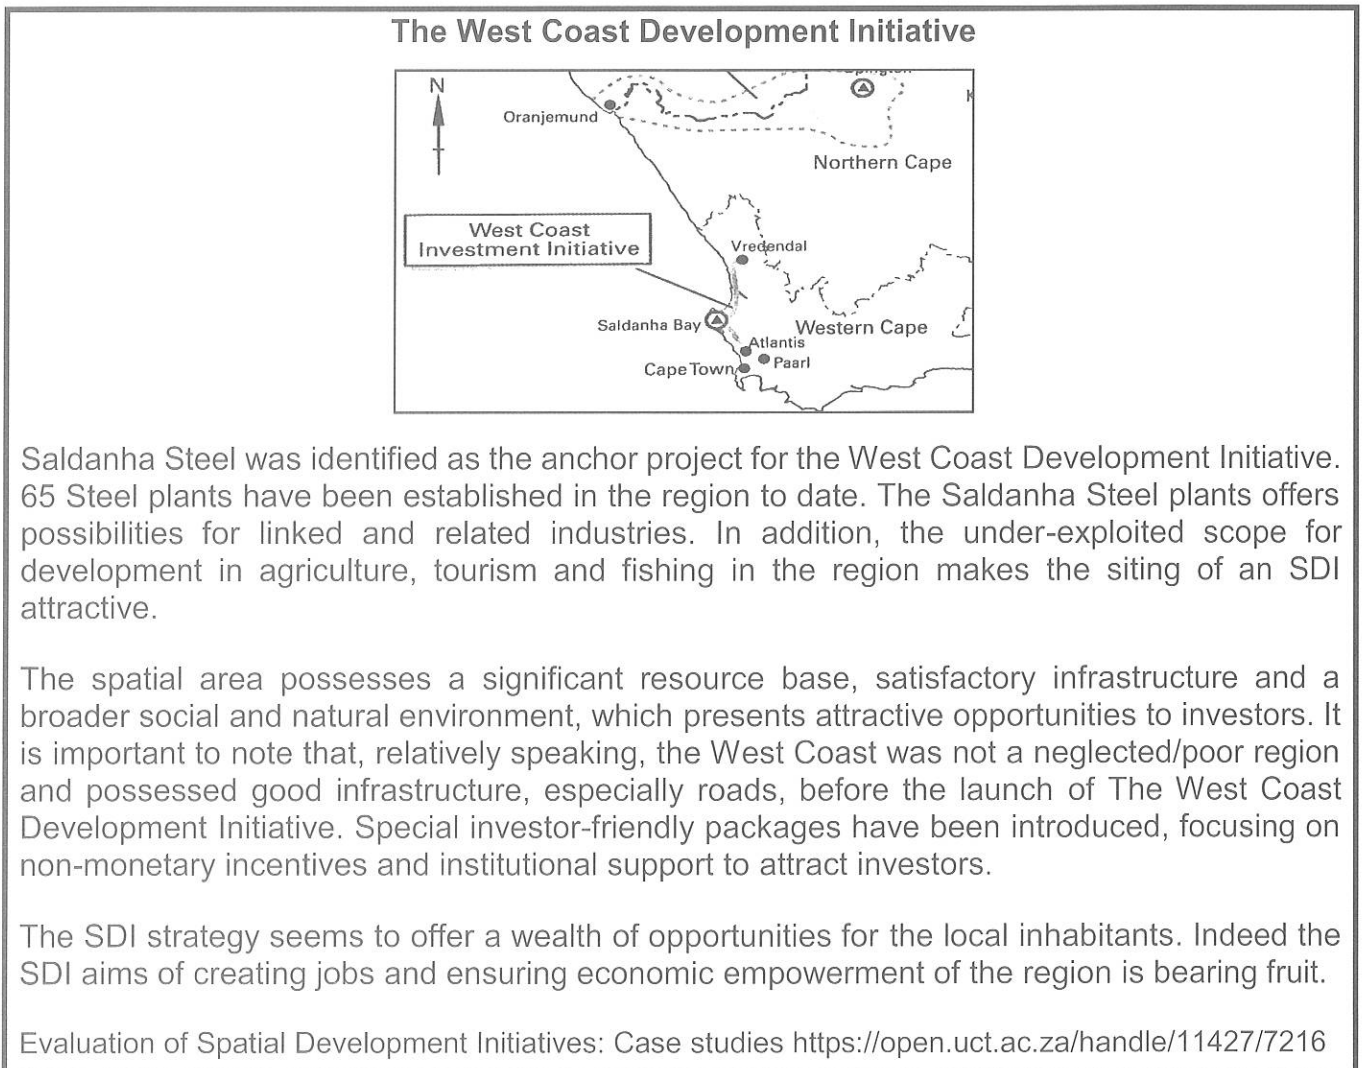 The West Coast Development Initiative
N
Oranjemund
Northern Cape
West Coast
Investment Initiative
Vredendal
Saldanha Bay
Western Cape
Atlantis
Paarl
Cape Town
Saldanha Steel was identified as the anchor project for the West Coast Development Initiative.
65 Steel plants have been established in the region to date. The Saldanha Steel plants offers
possibilities for linked and related industries. In addition, the under-exploited scope for
development in agriculture, tourism and fishing in the region makes the siting of an SDI
attractive.
The spatial area possesses a significant resource base, satisfactory infrastructure and a
broader social and natural environment, which presents attractive opportunities to investors. It
is important to note that, relatively speaking, the West Coast was not a neglected/poor region
and possessed good infrastructure, especially roads, before the launch of The West Coast
Development Initiative. Special investor-friendly packages have been introduced, focusing on
non-monetary incentives and institutional support to attract investors.
The SDI strategy seems to offer a wealth of opportunities for the local inhabitants. Indeed the
SDI aims of creating jobs and ensuring economic empowerment of the region is bearing fruit.
Evaluation of Spatial Development Initiatives: Case studies https://open.uct.ac.za/handle/11427/7216